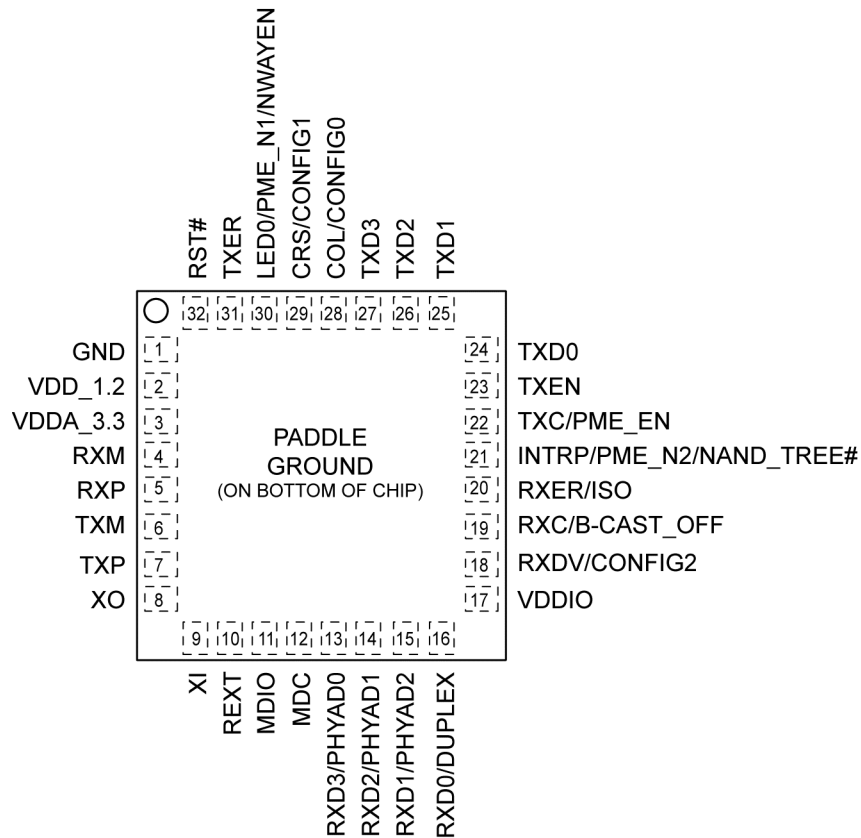 RST#
TXER
LED0/PME_N1/NWAYEN
CRS/CONFIG1
COL/CONFIG0
TXD3
TXD2
TXD1
32 31 30 29 28 27 26 25
GND 1
VDD_1.2 2
VDDA_3.3 3
RXM 4
RXP 5
TXM 6
TXP 7
XO 8
PADDLE
GROUND
(ON BOTTOM OF CHIP)
24 TXD0
23 TXEN
22 TXC/PME_EN
21 INTRP/PME_N2/NAND_TREE#
20 RXER/ISO
19 RXC/B-CAST_OFF
18 RXDV/CONFIG2
17 VDDIO
9 10 11 12 13 14 15 16
XI
REXT
MDIO
MDC
RXD3/PHYAD0
RXD2/PHYAD1
RXD1/PHYAD2
RXD0/DUPLEX